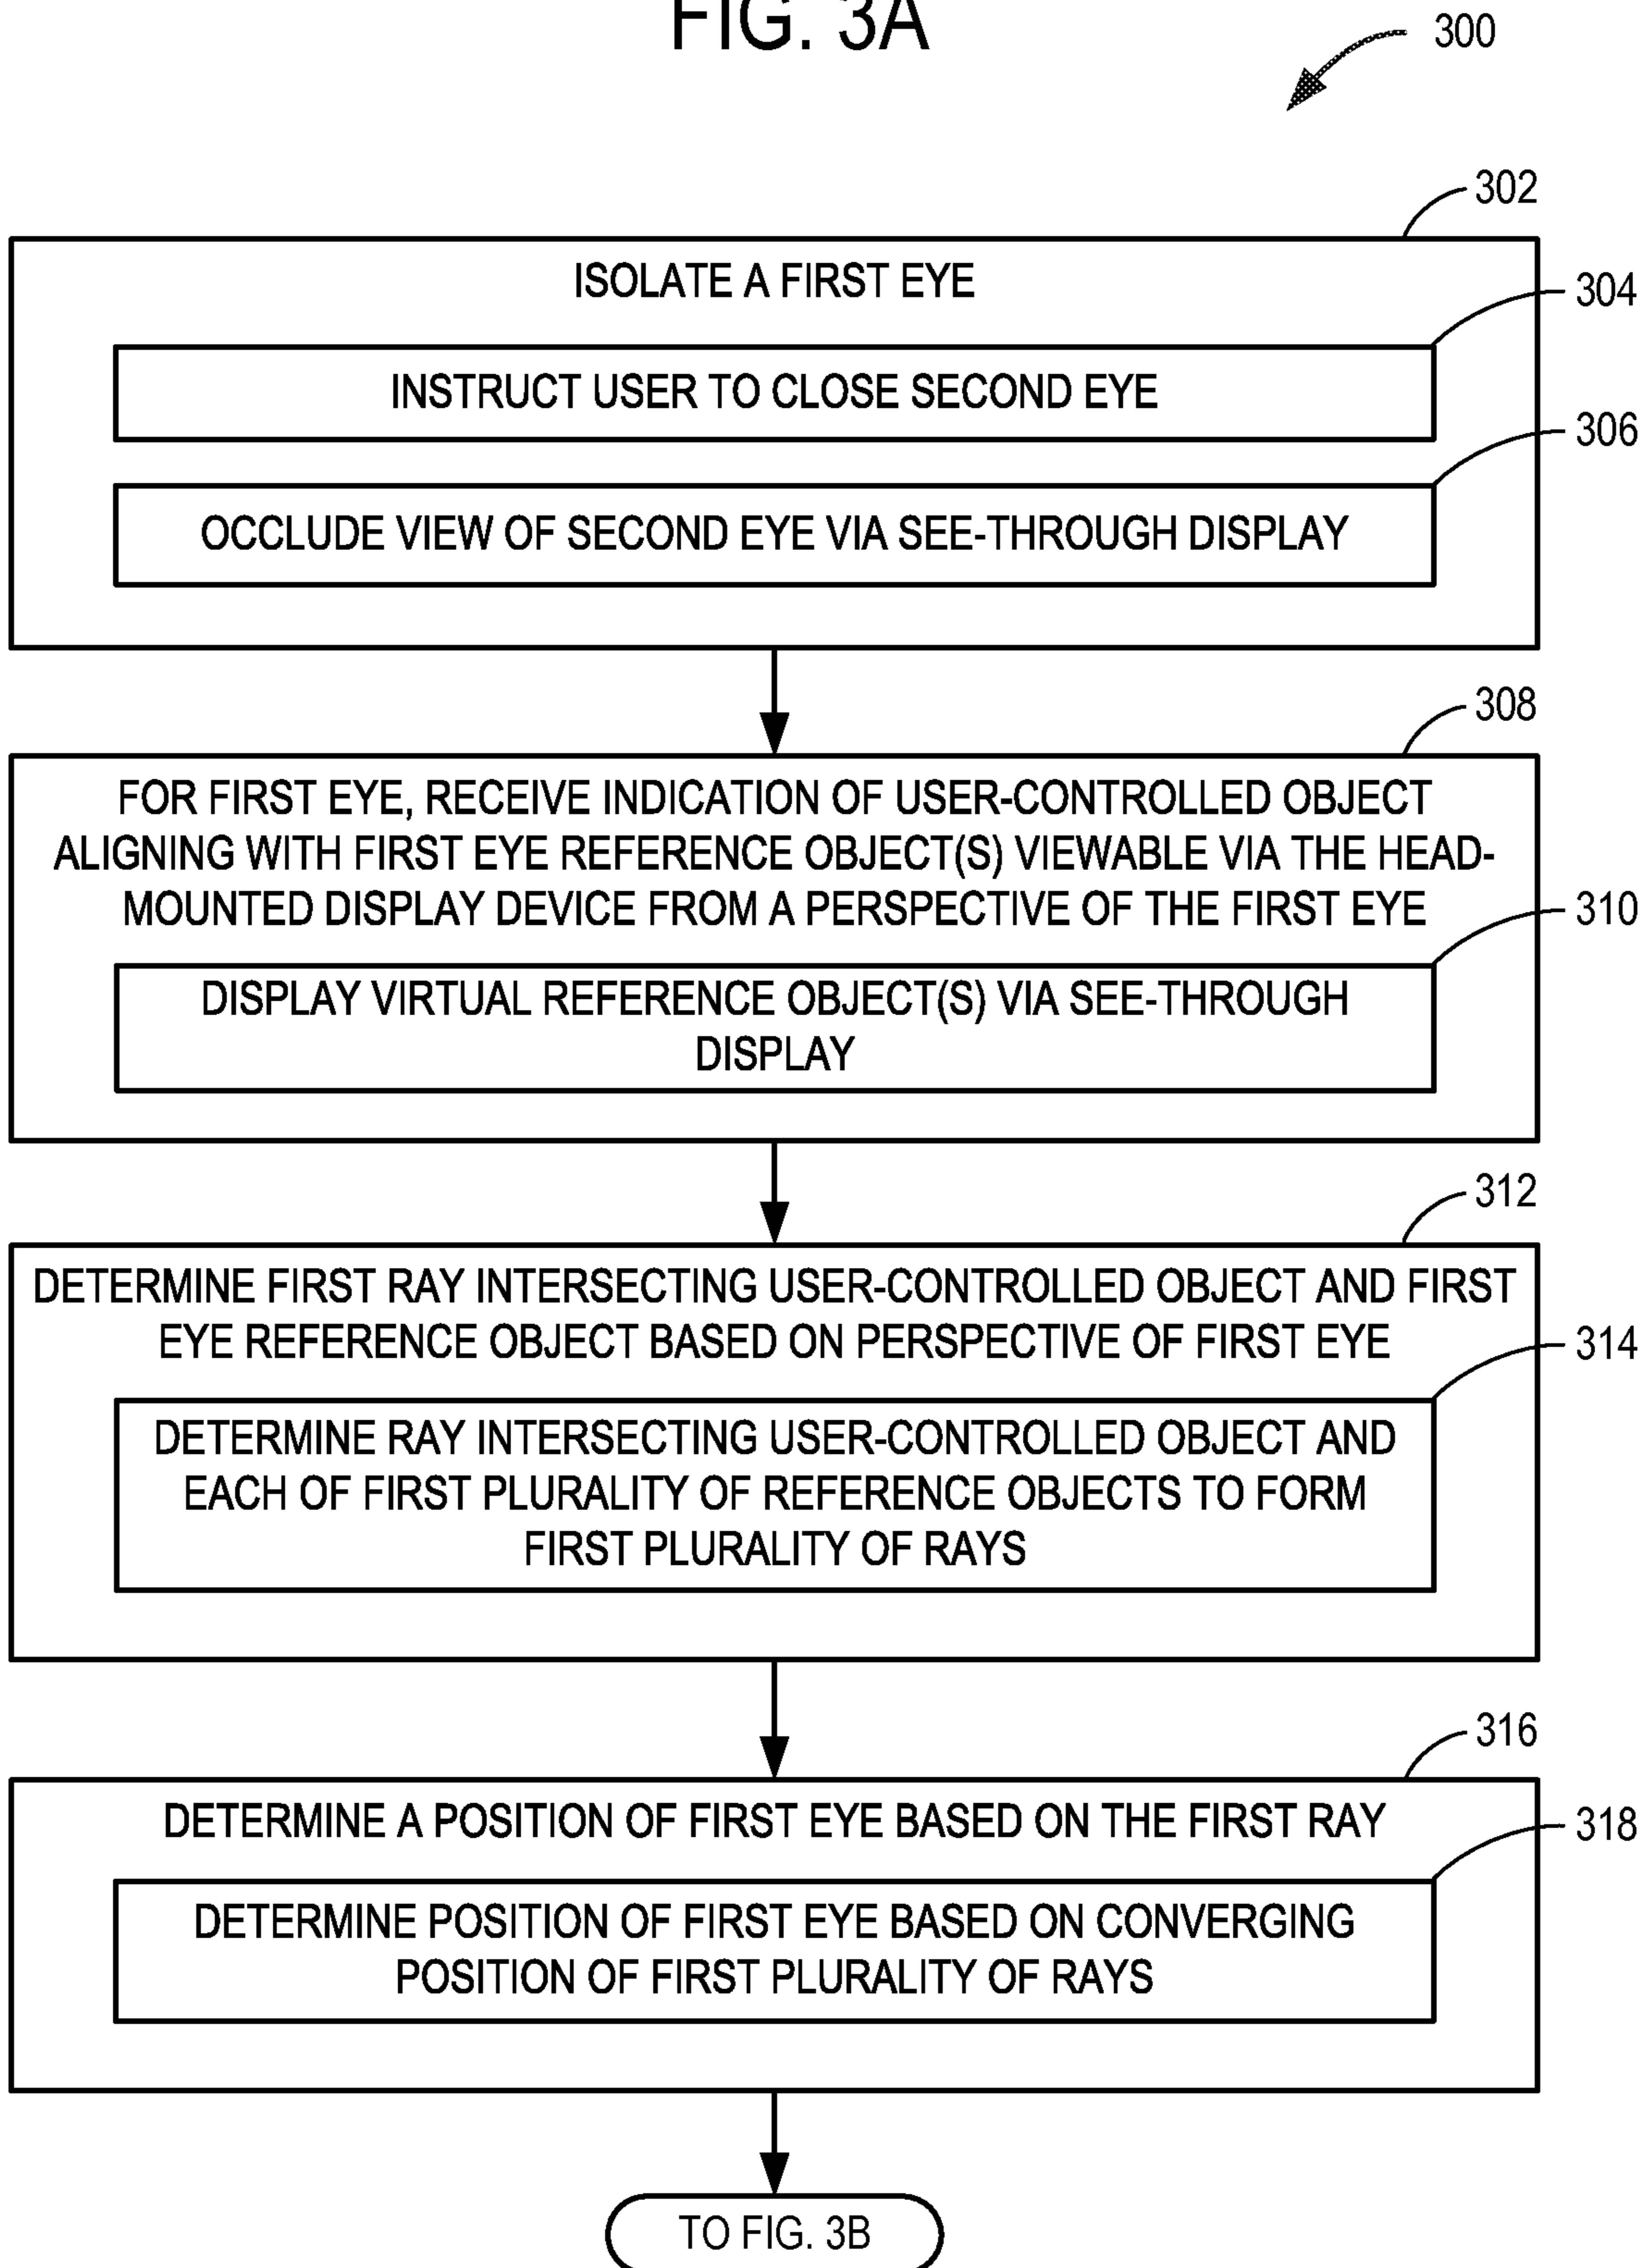 FIG. 3A
300
302
ISOLATE A FIRST EYE
304
INSTRUCT USER TO CLOSE SECOND EYE
306
OCCLUDE VIEW OF SECOND EYE VIA SEE-THROUGH DISPLAY
308
FOR FIRST EYE, RECEIVE INDICATION OF USER-CONTROLLED OBJECT
ALIGNING WITH FIRST EYE REFERENCE OBJECT(S) VIEWABLE VIA THE HEAD-
MOUNTED DISPLAY DEVICE FROM A PERSPECTIVE OF THE FIRST EYE
310
DISPLAY VIRTUAL REFERENCE OBJECT(S) VIA SEE-THROUGH
DISPLAY
312
DETERMINE FIRST RAY INTERSECTING USER-CONTROLLED OBJECT AND FIRST
EYE REFERENCE OBJECT BASED ON PERSPECTIVE OF FIRST EYE
314
DETERMINE RAY INTERSECTING USER-CONTROLLED OBJECT AND
EACH OF FIRST PLURALITY OF REFERENCE OBJECTS TO FORM
FIRST PLURALITY OF RAYS
316
DETERMINE A POSITION OF FIRST EYE BASED ON THE FIRST RAY
318
DETERMINE POSITION OF FIRST EYE BASED ON CONVERGING
POSITION OF FIRST PLURALITY OF RAYS
TO FIG. 3B